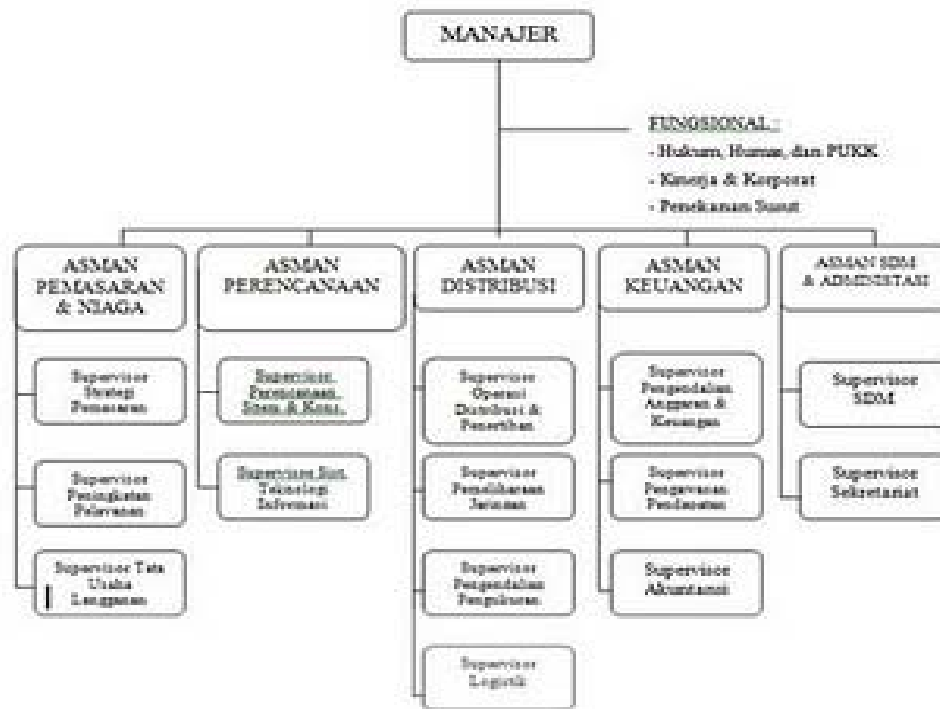 MANAJER
FUNGSIONAL :
- Hukum, Humas, dan PUKK
- Kinerja & Korporat
- Penekanan Susut
ASMAN
PEMASARAN
& NIAGA
ASMAN
PERENCANAAN
ASMAN
DISTRIBUSI
ASMAN
KEUANGAN
ASMAN SDM
& ADMINISTASI
Supervisor
Strategi
Pemasaran
Supervisor
Perencanaan
Sistem & Kons.
Supervisor
Operasi
Distribusi &
Penertiban
Supervisor
Pengendalian
Anggaran &
Keuangan
Supervisor
SDM
Supervisor
Peningkatan
Pelayanan
Supervisor Sist.
Teknologi
Informasi
Supervisor
Pemeliharaan
Jaringan
Supervisor
Pengawasan
Pendapatan
Supervisor
Sekretariat
Supervisor Tata
Usaha
Langganan
Supervisor
Pengendalian
Pengukuran
Supervisor
Akuntansi
Supervisor
Logistik